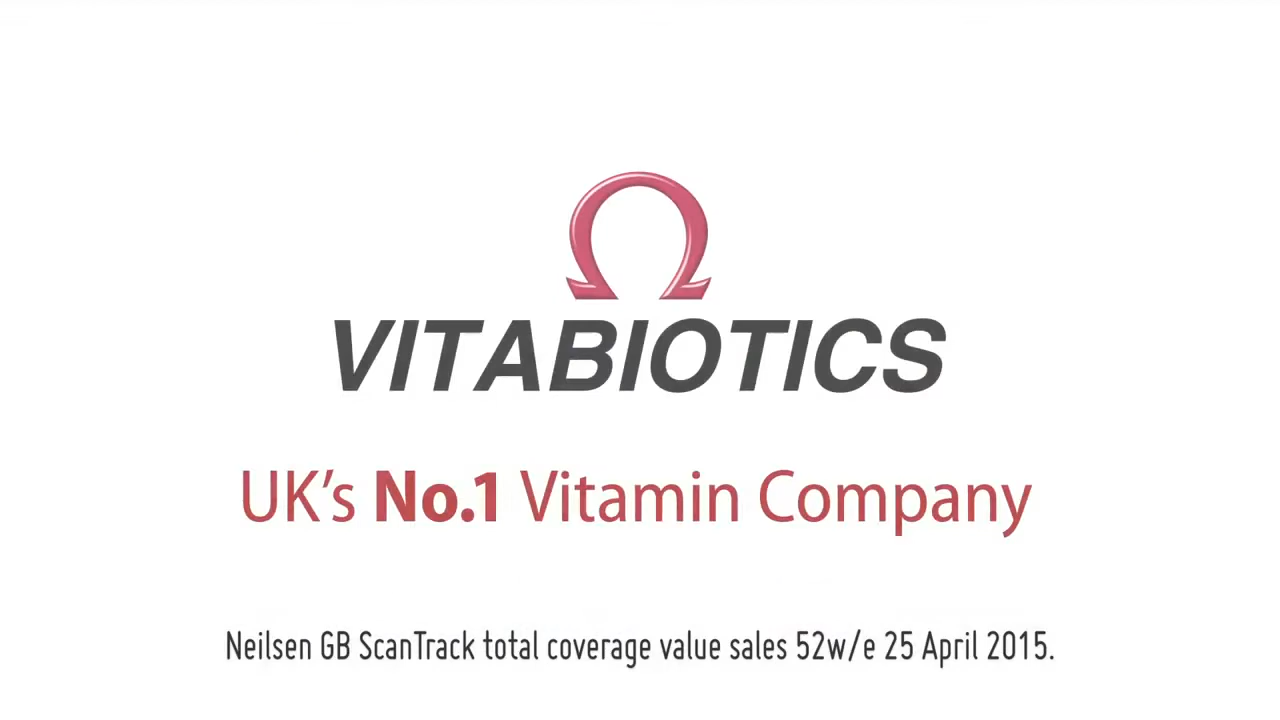 VITABIOTICS
UK’s No.1 Vitamin Company
Neilsen GB ScanTrack total coverage value sales 52w/e 25 April 2015.